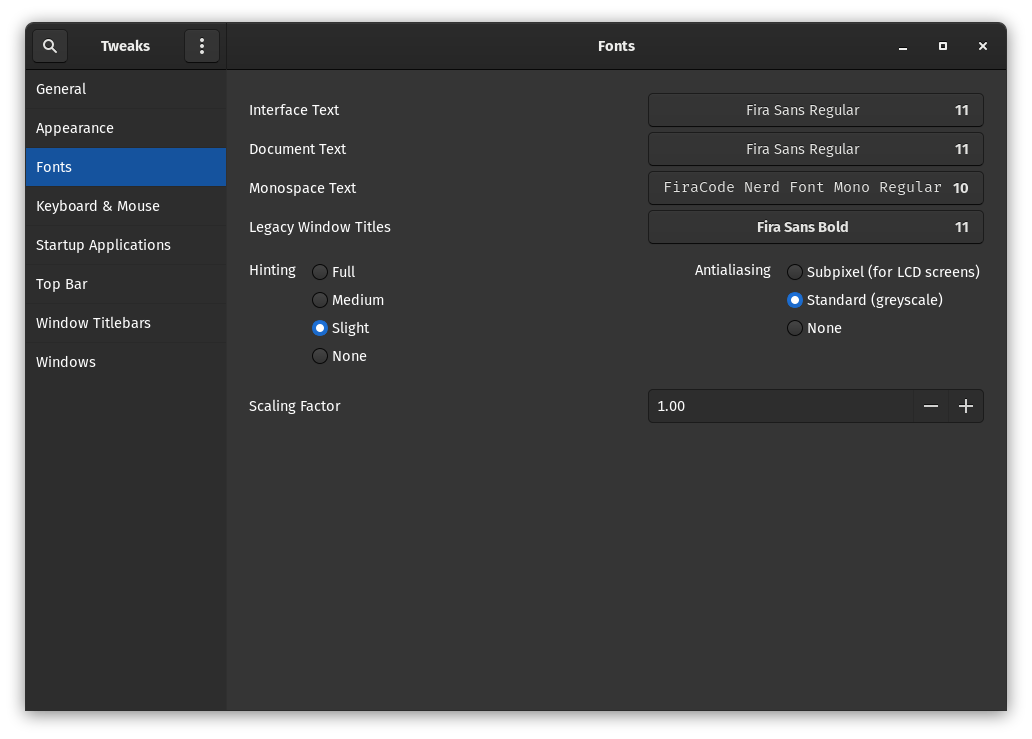 Tweaks
Fonts
General
Appearance
Fonts
Keyboard & Mouse
Startup Applications
Top Bar
Window Titlebars
Windows
Interface Text Fira Sans Regular 11
Document Text Fira Sans Regular 11
Monospace Text FiraCode Nerd Font Mono Regular 10
Legacy Window Titles Fira Sans Bold 11
Hinting Full
Medium
Slight
None
Antialiasing Subpixel (for LCD screens)
Standard (greyscale)
None
Scaling Factor 1.00